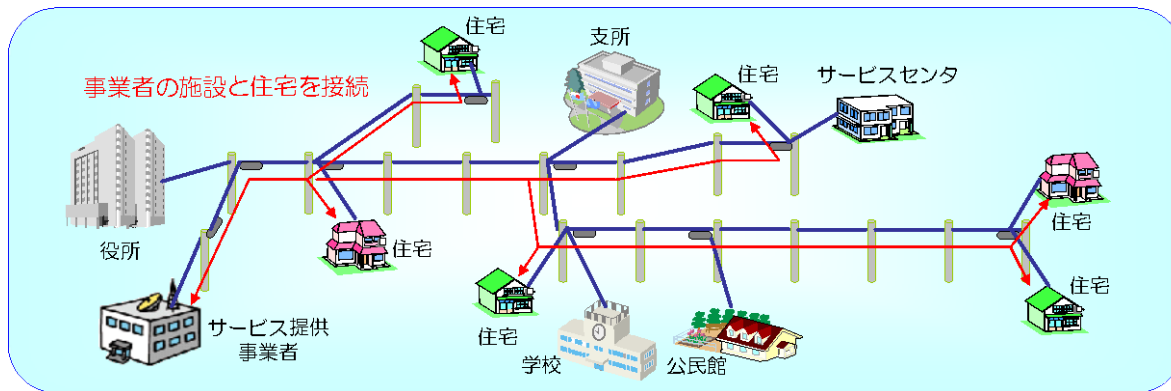 住宅
支所
住宅
サービスセンタ
事業者の施設と住宅を接続
住宅
役所
住宅
住宅
サービス提供
事業者
住宅
学校
公民館